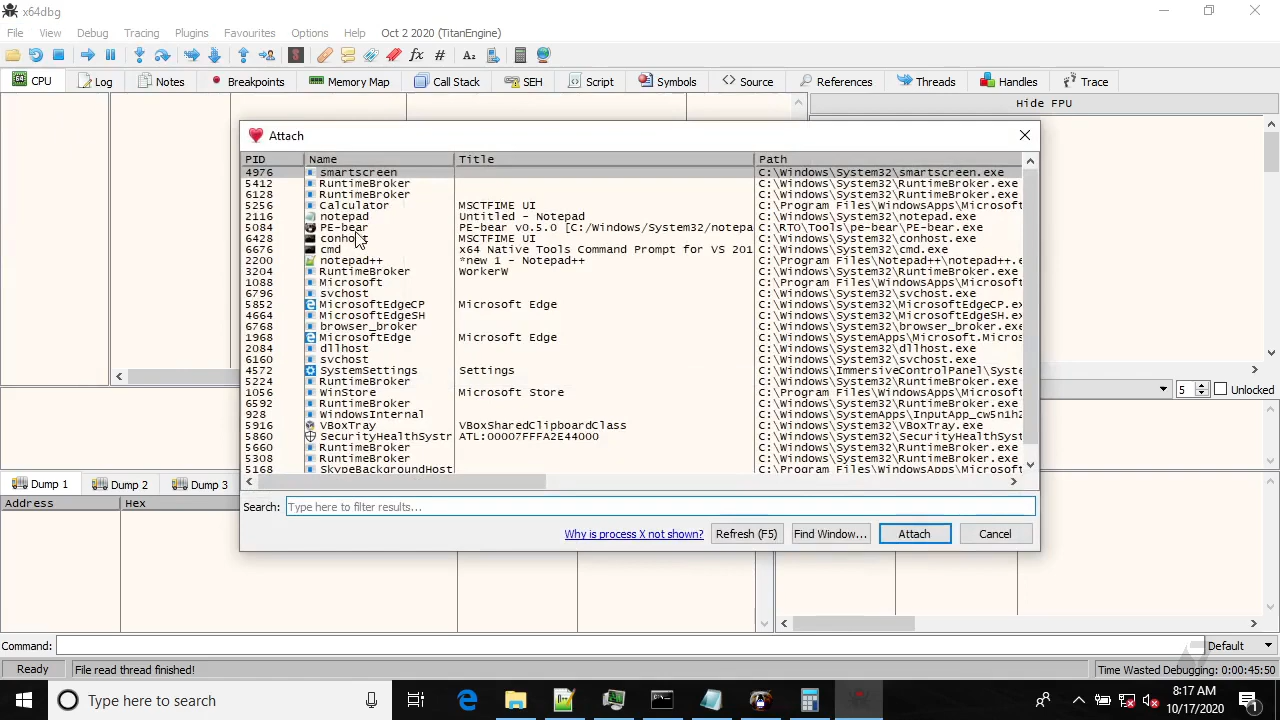 x64dbg
File View Debug Tracing Plugins Favourites Options Help Oct 2 2020 (TitanEngine)
CPU Log Notes Breakpoints Memory Map Call Stack SEH Script Symbols Source References Threads Handles Trace
Hide FPU
Attach
PID Name Title Path
4976 smartscreen C:\Windows\System32\smartscreen.exe
5412 RuntimeBroker C:\Windows\System32\RuntimeBroker.exe
6128 RuntimeBroker C:\Windows\System32\RuntimeBroker.exe
5256 Calculator MSCTFIME UI C:\Program Files\WindowsApps\Microsoft
2116 notepad Untitled - Notepad C:\Windows\System32\notepad.exe
5084 PE-bear PE-bear v0.5.0 [C:/Windows/System32/notepa C:\RTO\Tools\pe-bear\PE-bear.exe
6428 conhost MSCTFIME UI C:\Windows\System32\conhost.exe
6676 cmd x64 Native Tools Command Prompt for VS 201 C:\Windows\System32\cmd.exe
2200 notepad++ *new 1 - Notepad++ C:\Program Files\Notepad++\notepad++.e
3204 RuntimeBroker WorkerW C:\Windows\System32\RuntimeBroker.exe
1088 Microsoft C:\Program Files\WindowsApps\Microsoft
6796 svchost C:\Windows\System32\svchost.exe
5852 MicrosoftEdgeCP Microsoft Edge C:\Windows\System32\MicrosoftEdgeCP.ex
4664 MicrosoftEdgeSH C:\Windows\System32\MicrosoftEdgeSH.ex
6768 browser_broker C:\Windows\System32\browser_broker.exe
1968 MicrosoftEdge Microsoft Edge C:\Windows\SystemApps\Microsoft.Micros
2084 dllhost C:\Windows\System32\dllhost.exe
6160 svchost C:\Windows\System32\svchost.exe
4572 SystemSettings Settings C:\Windows\ImmersiveControlPanel\Syste
5224 RuntimeBroker C:\Windows\System32\RuntimeBroker.exe
1056 WinStore Microsoft Store C:\Program Files\WindowsApps\Microsoft
6592 RuntimeBroker C:\Windows\System32\RuntimeBroker.exe
928 WindowsInternal C:\Windows\SystemApps\InputApp_cw5n1h2
5916 VBoxTray VBoxSharedClipboardClass C:\Windows\System32\VBoxTray.exe
5860 SecurityHealthSystr ATL:00007FFFA2E44000 C:\Windows\System32\SecurityHealthSyst
5660 RuntimeBroker C:\Windows\System32\RuntimeBroker.exe
5308 RuntimeBroker C:\Windows\System32\RuntimeBroker.exe
5168 SkypeBackgroundHost C:\Program Files\WindowsApps\Microsoft
5 Unlocked
Search: Type here to filter results...
Why is process X not shown? Refresh (F5) Find Window... Attach Cancel
Dump 1 Dump 2 Dump 3
Address Hex
Command: Default
Ready File read thread finished! Time Wasted Debugging: 0:00:45:50
Type here to search
8:17 AM
10/17/2020
1